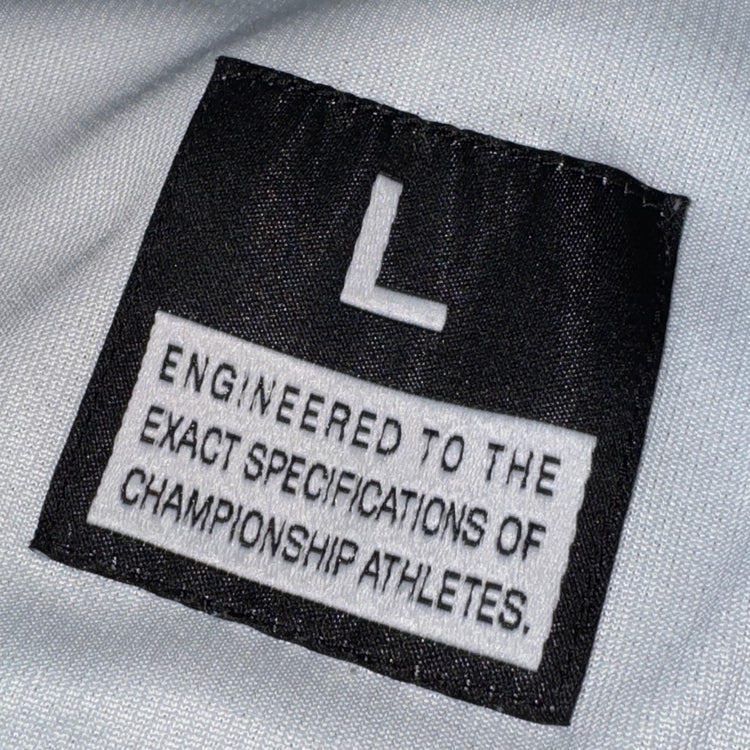 L
ENGINEERED TO THE
EXACT SPECIFICATIONS OF
CHAMPIONSHIP ATHLETES.